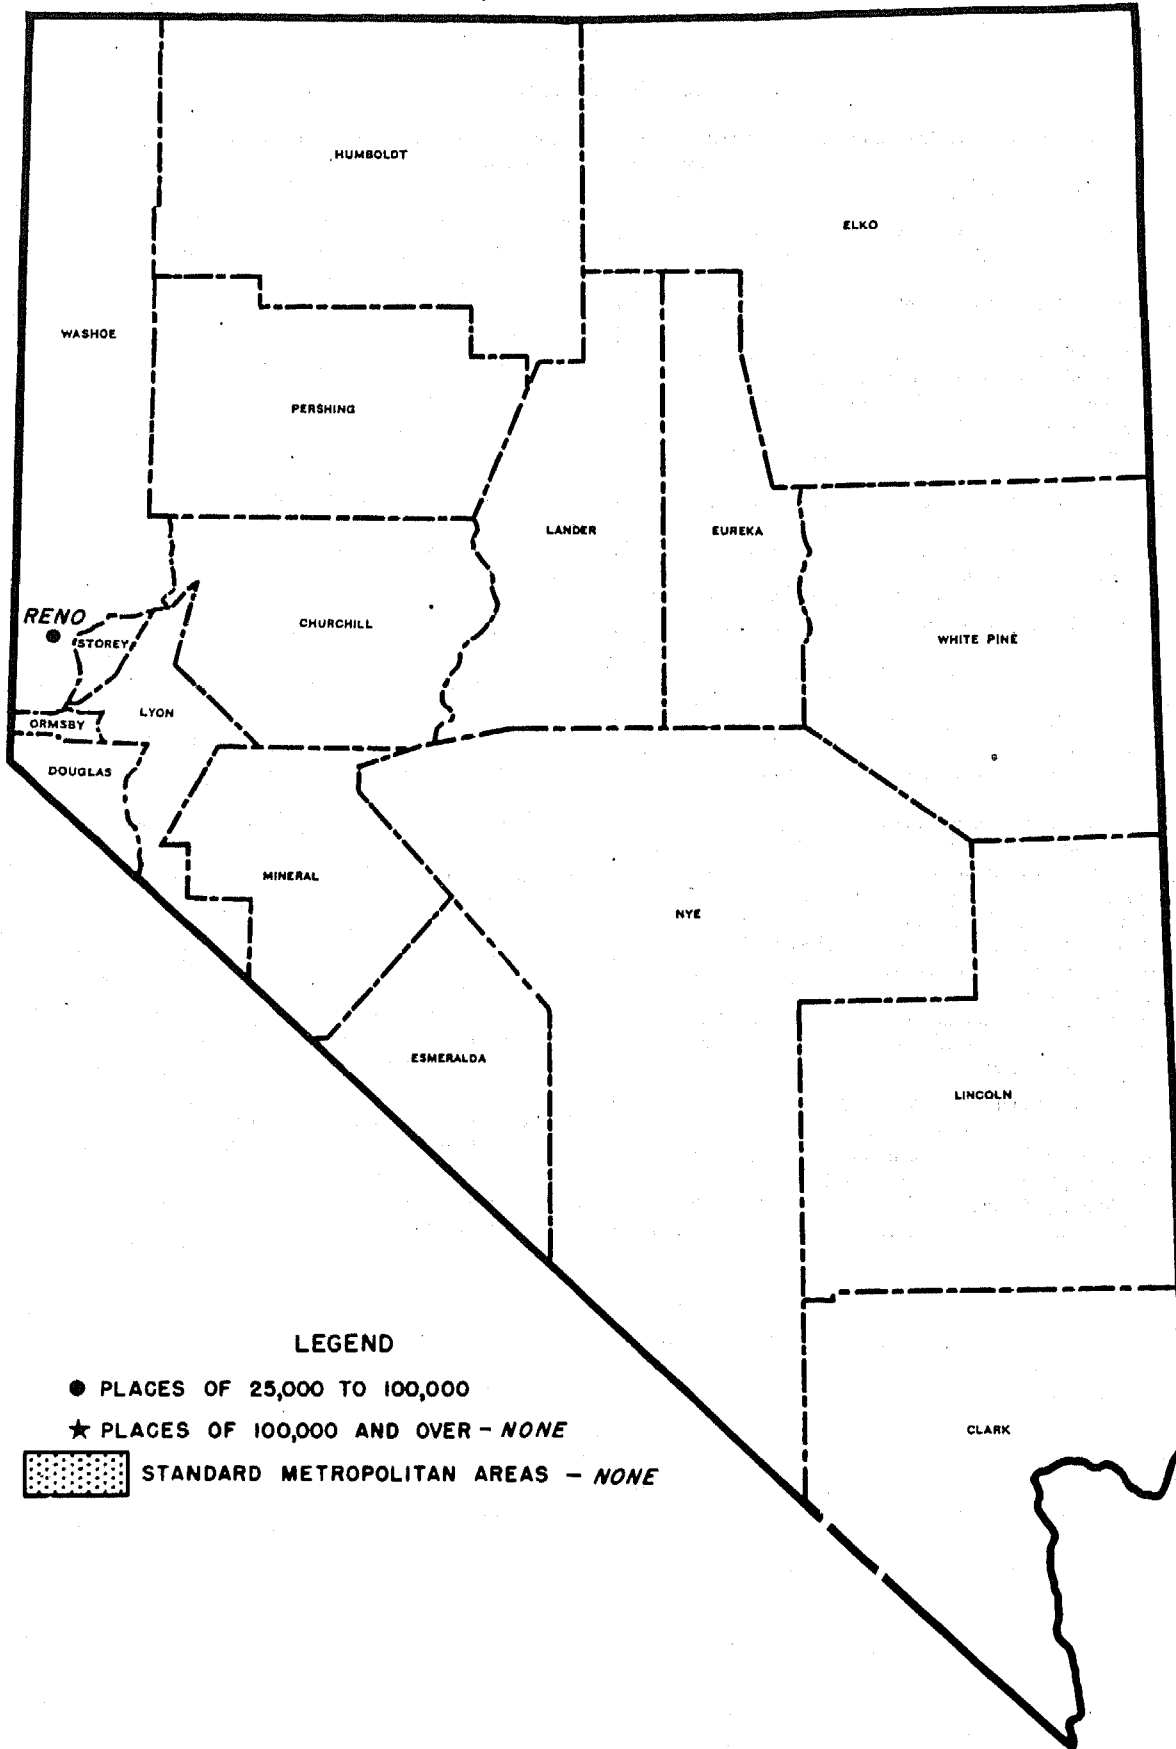 HUMBOLDT
ELKO
WASHOE
PERSHING
LANDER
EUREKA
RENO
CHURCHILL
STOREY
WHITE PINE
LYON
ORMSBY
DOUGLAS
MINERAL
NYE
ESMERALDA
LINCOLN
LEGEND
PLACES OF 25,000 TO 100,000
PLACES OF 100,000 AND OVER – NONE
CLARK
STANDARD METROPOLITAN AREAS – NONE